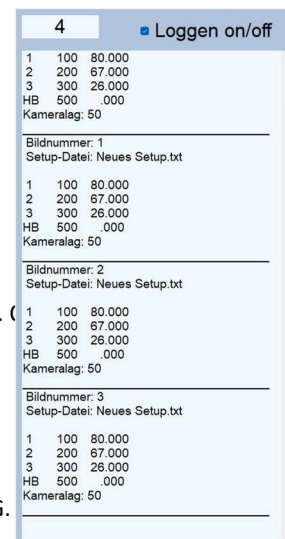 4 Loggen on/off
1 100 80.000
2 200 67.000
3 300 26.000
HB 500 .000
Kameralag: 50
Bildnummer: 1
Setup-Datei: Neues Setup.txt
1 100 80.000
2 200 67.000
3 300 26.000
HB 500 .000
Kameralag: 50
Bildnummer: 2
Setup-Datei: Neues Setup.txt
1 100 80.000
2 200 67.000
3 300 26.000
HB 500 .000
Kameralag: 50
Bildnummer: 3
Setup-Datei: Neues Setup.txt
1 100 80.000
2 200 67.000
3 300 26.000
HB 500 .000
Kameralag: 50